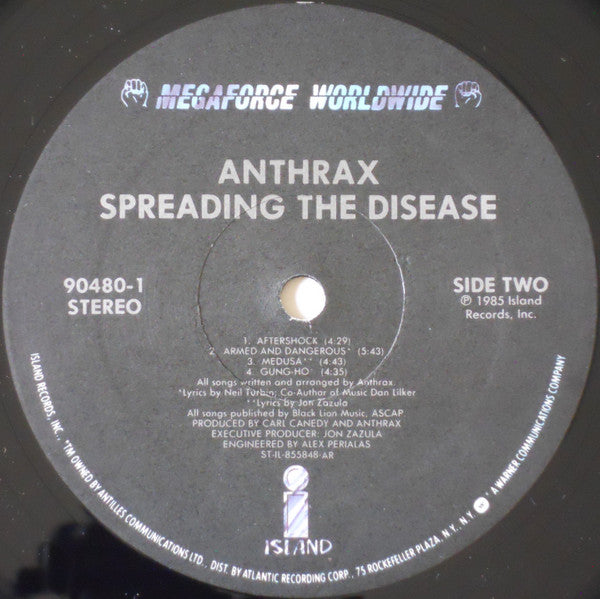 MEGAFORCE WORLDWIDE
ANTHRAX
SPREADING THE DISEASE
90480-1
STEREO
SIDE TWO
℗ 1985 Island
Records, Inc.
1. AFTERSHOCK (4:29)
2. ARMED AND DANGEROUS* (5:43)
3. MEDUSA** (4:43)
4. GUNG-HO* (4:35)
All songs written and arranged by Anthrax.
*Lyrics by Neil Turbin; Co-Author of Music Dan Lilker
**Lyrics by Jon Zazula
All songs published by Black Lion Music, ASCAP
PRODUCED BY CARL CANEDY AND ANTHRAX
EXECUTIVE PRODUCER: JON ZAZULA
ENGINEERED BY ALEX PERIALAS
ST-IL-855848-AR
ISLAND
ISLAND RECORDS, INC., *TM OWNED BY ANTILLES COMMUNICATIONS LTD., DIST. BY ATLANTIC RECORDING CORP., 75 ROCKEFELLER PLAZA, N.Y., N.Y. A WARNER COMMUNICATIONS COMPANY